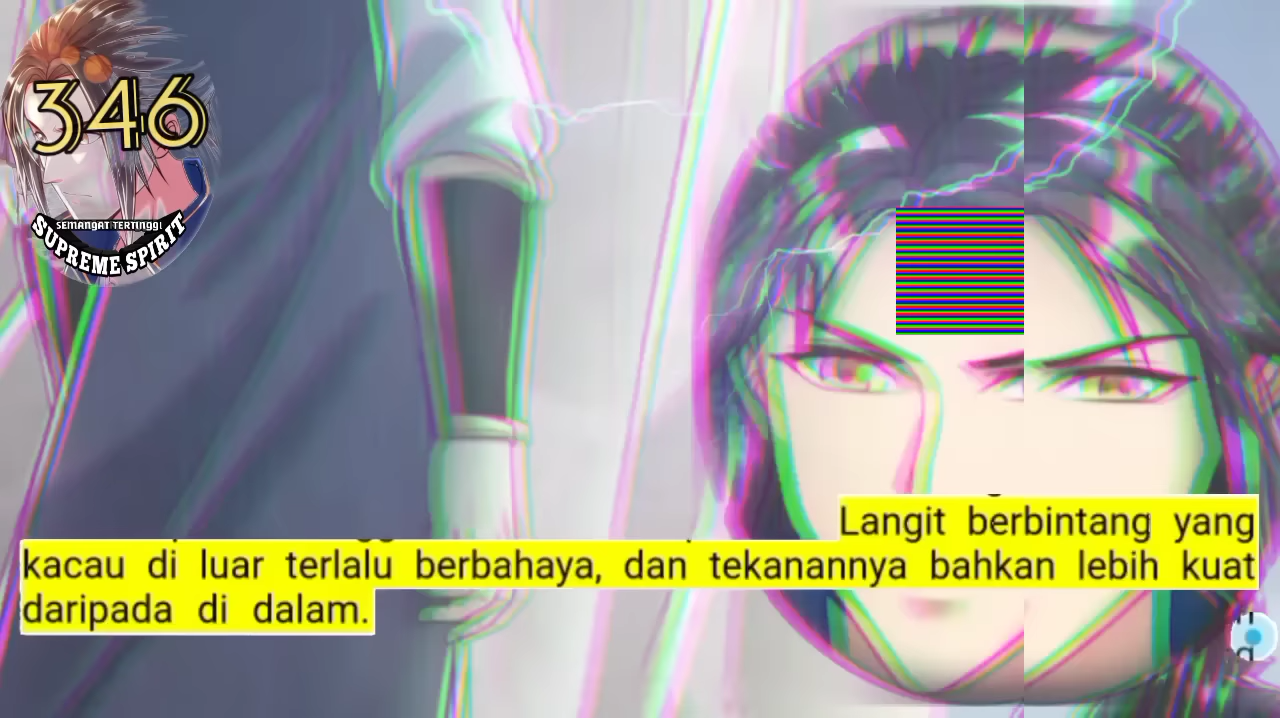 346
SEMANGAT TERTINGGI
SUPREME SPIRIT
Langit berbintang yang
kacau di luar terlalu berbahaya, dan tekanannya bahkan lebih kuat
daripada di dalam.